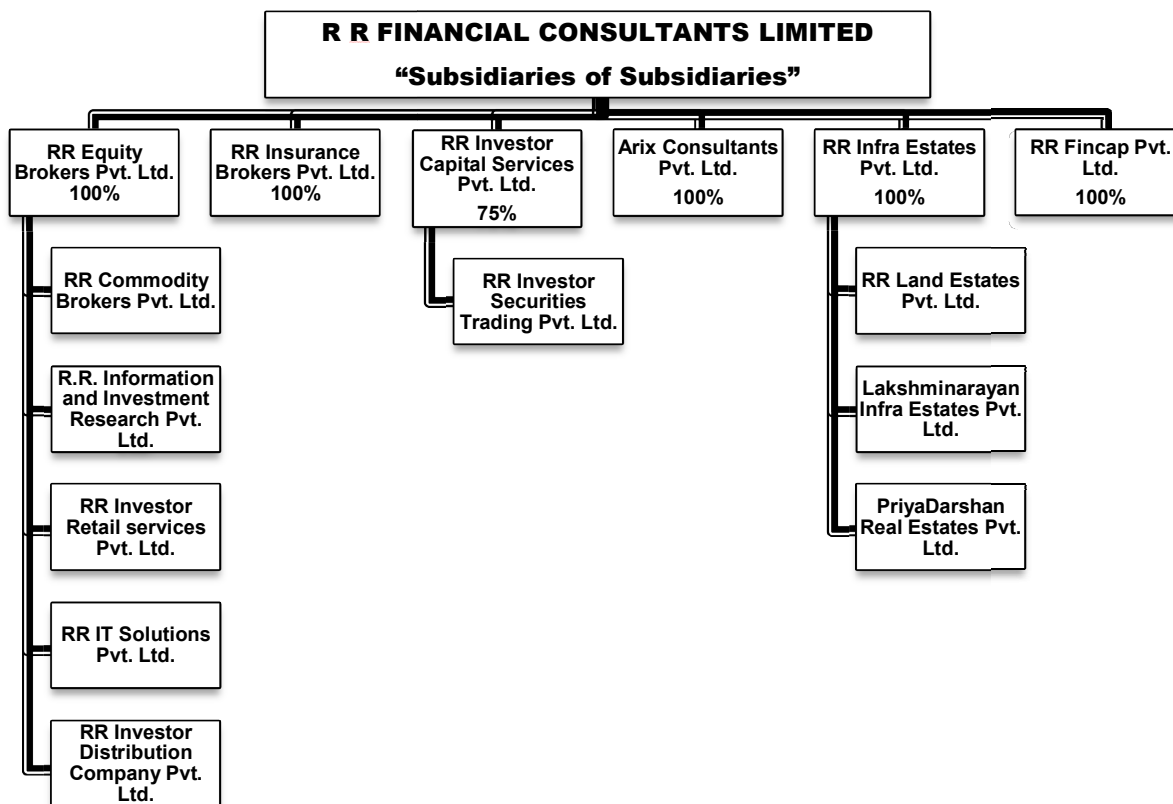 R R FINANCIAL CONSULTANTS LIMITED
“Subsidiaries of Subsidiaries”
RR Equity
Brokers Pvt. Ltd.
100%
RR Insurance
Brokers Pvt. Ltd.
100%
RR Investor
Capital Services
Pvt. Ltd.
75%
Arix Consultants
Pvt. Ltd.
100%
RR Infra Estates
Pvt. Ltd.
100%
RR Fincap Pvt.
Ltd.
100%
RR Commodity
Brokers Pvt. Ltd.
R.R. Information
and Investment
Research Pvt.
Ltd.
RR Investor
Retail services
Pvt. Ltd.
RR IT Solutions
Pvt. Ltd.
RR Investor
Distribution
Company Pvt.
Ltd.
RR Investor
Securities
Trading Pvt. Ltd.
RR Land Estates
Pvt. Ltd.
Lakshminarayan
Infra Estates Pvt.
Ltd.
PriyaDarshan
Real Estates Pvt.
Ltd.